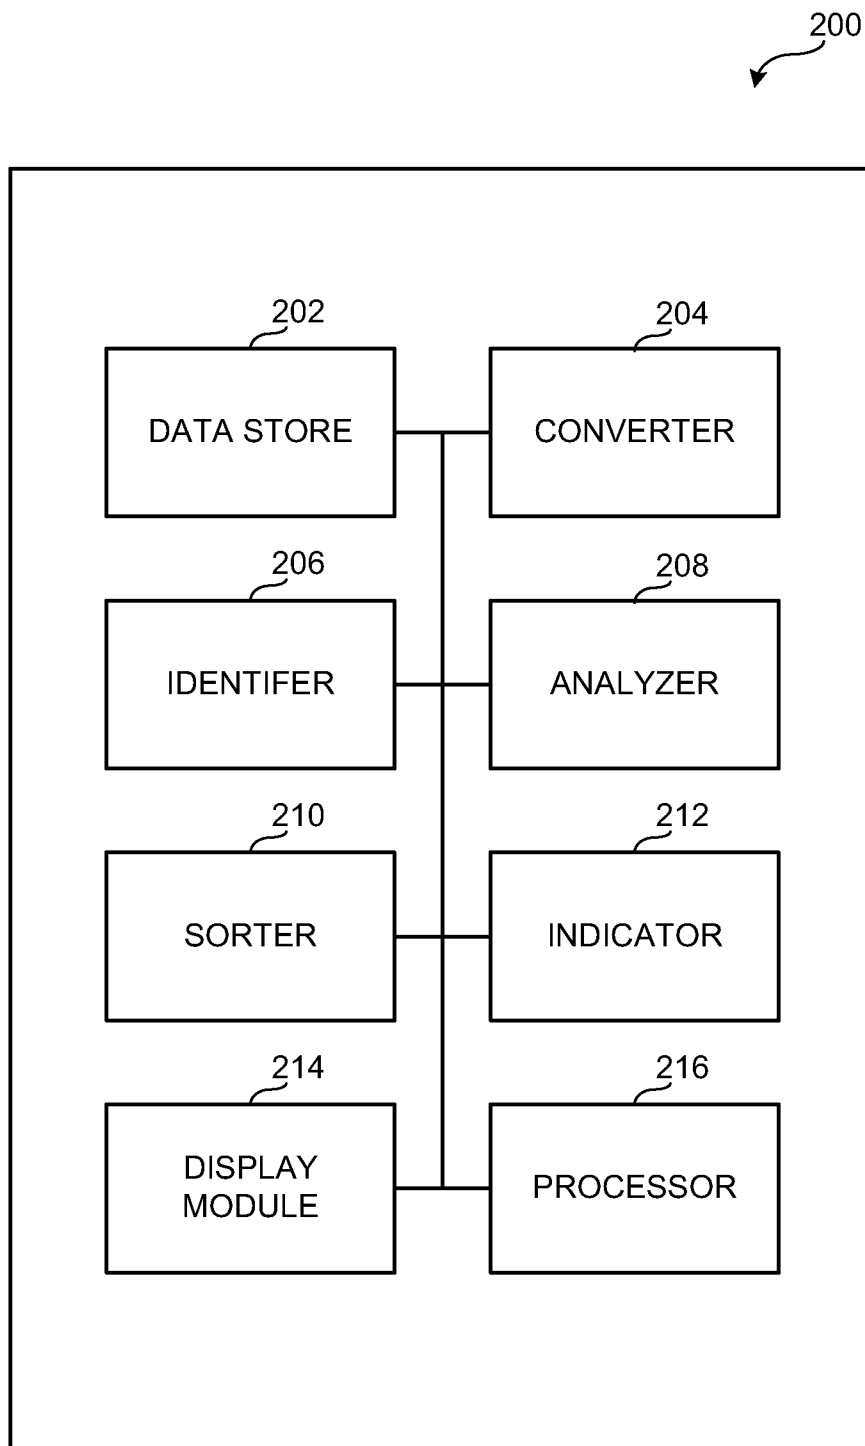 200
202
204
DATA STORE
CONVERTER
206
208
IDENTIFER
ANALYZER
210
212
SORTER
INDICATOR
214
216
DISPLAY
MODULE
PROCESSOR